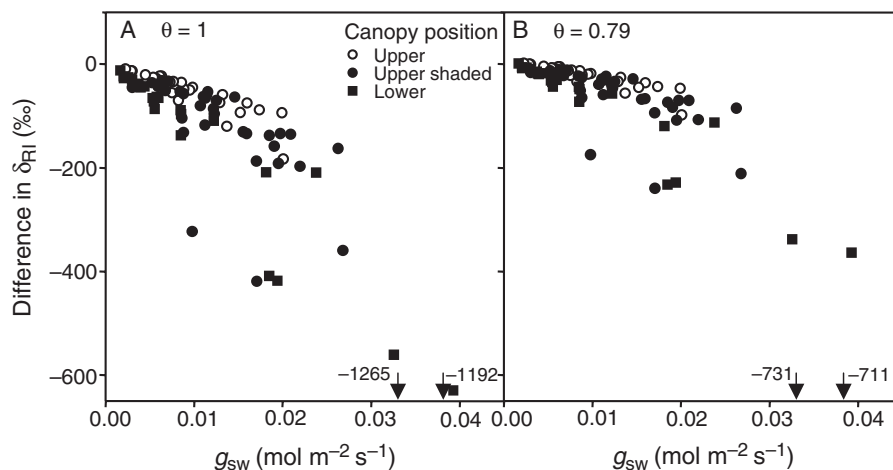 A
θ = 1
Canopy position
Upper
Upper shaded
Lower
B
θ = 0.79
0
−200
−400
−600
Difference in δRI (‰)
−1265
−1192
−731
−711
0.00
0.01
0.02
0.03
0.04
0.00
0.01
0.02
0.03
0.04
gsw (mol m−2 s−1)
gsw (mol m−2 s−1)